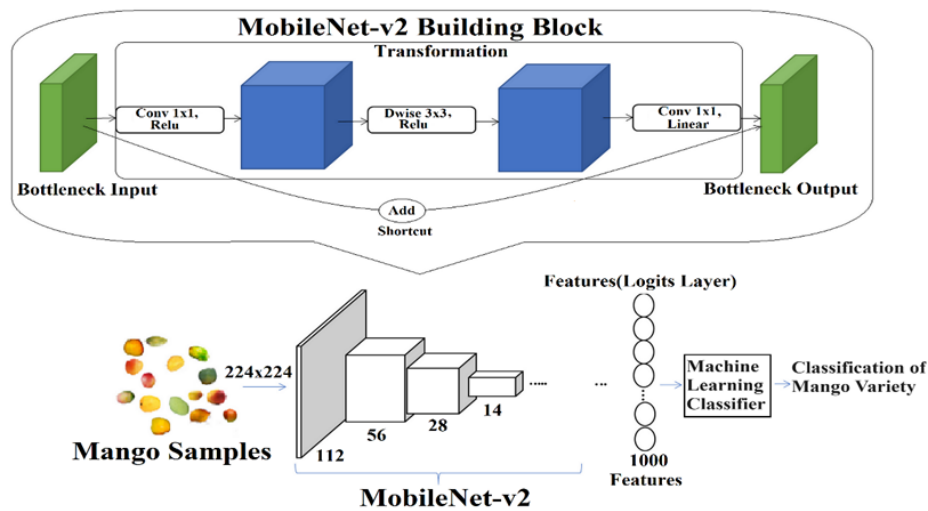 MobileNet-v2 Building Block
Transformation
Conv 1x1,
Relu
Dwise 3x3,
Relu
Conv 1x1,
Linear
Bottleneck Input
Bottleneck Output
Add
Shortcut
Features(Logits Layer)
224x224
Machine
Learning
Classifier
Classification of
Mango Variety
14
28
56
112
Mango Samples
1000
Features
MobileNet-v2